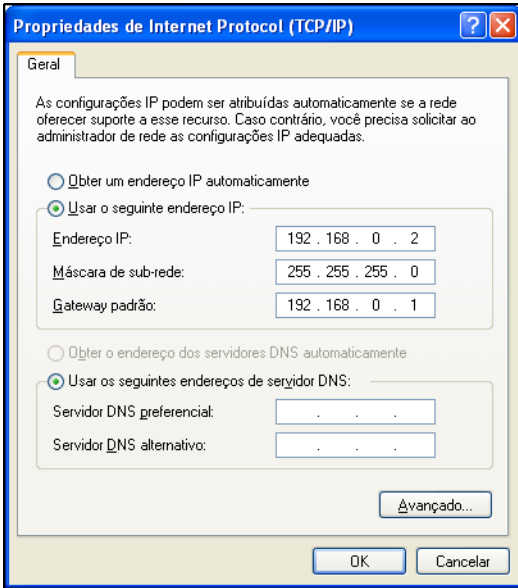 Propriedades de Internet Protocol (TCP/IP)
Geral
As configurações IP podem ser atribuídas automaticamente se a rede
oferecer suporte a esse recurso. Caso contrário, você precisa solicitar ao
administrador de rede as configurações IP adequadas.
Obter um endereço IP automaticamente
Usar o seguinte endereço IP:
Endereço IP: 192 . 168 . 0 . 2
Máscara de sub-rede: 255 . 255 . 255 . 0
Gateway padrão: 192 . 168 . 0 . 1
Obter o endereço dos servidores DNS automaticamente
Usar os seguintes endereços de servidor DNS:
Servidor DNS preferencial: . . .
Servidor DNS alternativo: . . .
Avançado...
OK Cancelar